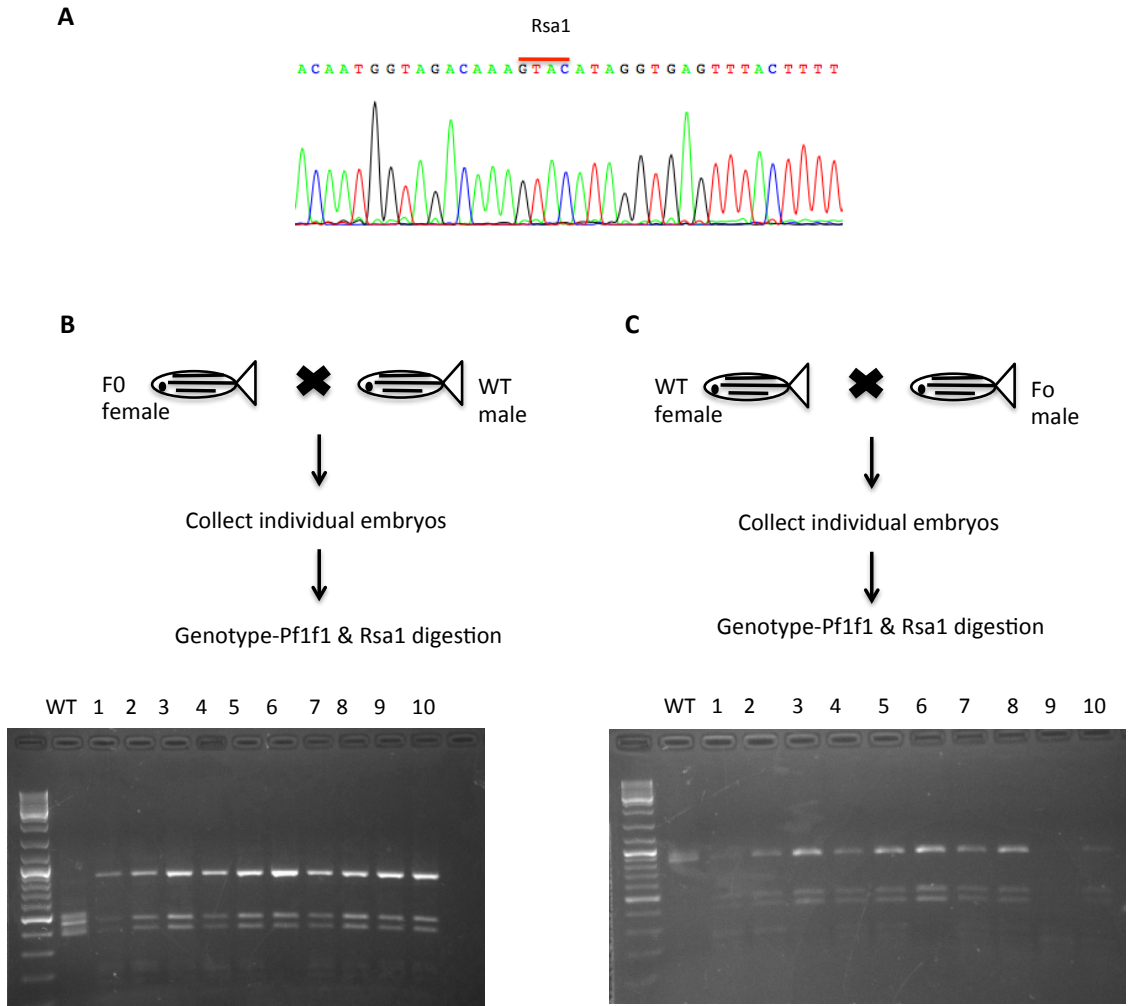 A
Rsa1
ACAATGGTAGACAAAGTACATAGGTGAGTTTACTTTT
B
F0 female
WT male
Collect individual embryos
Genotype-Pf1f1 & Rsa1 digestion
WT 1 2 3 4 5 6 7 8 9 10
C
WT female
Fo male
Collect individual embryos
Genotype-Pf1f1 & Rsa1 digestion
WT 1 2 3 4 5 6 7 8 9 10